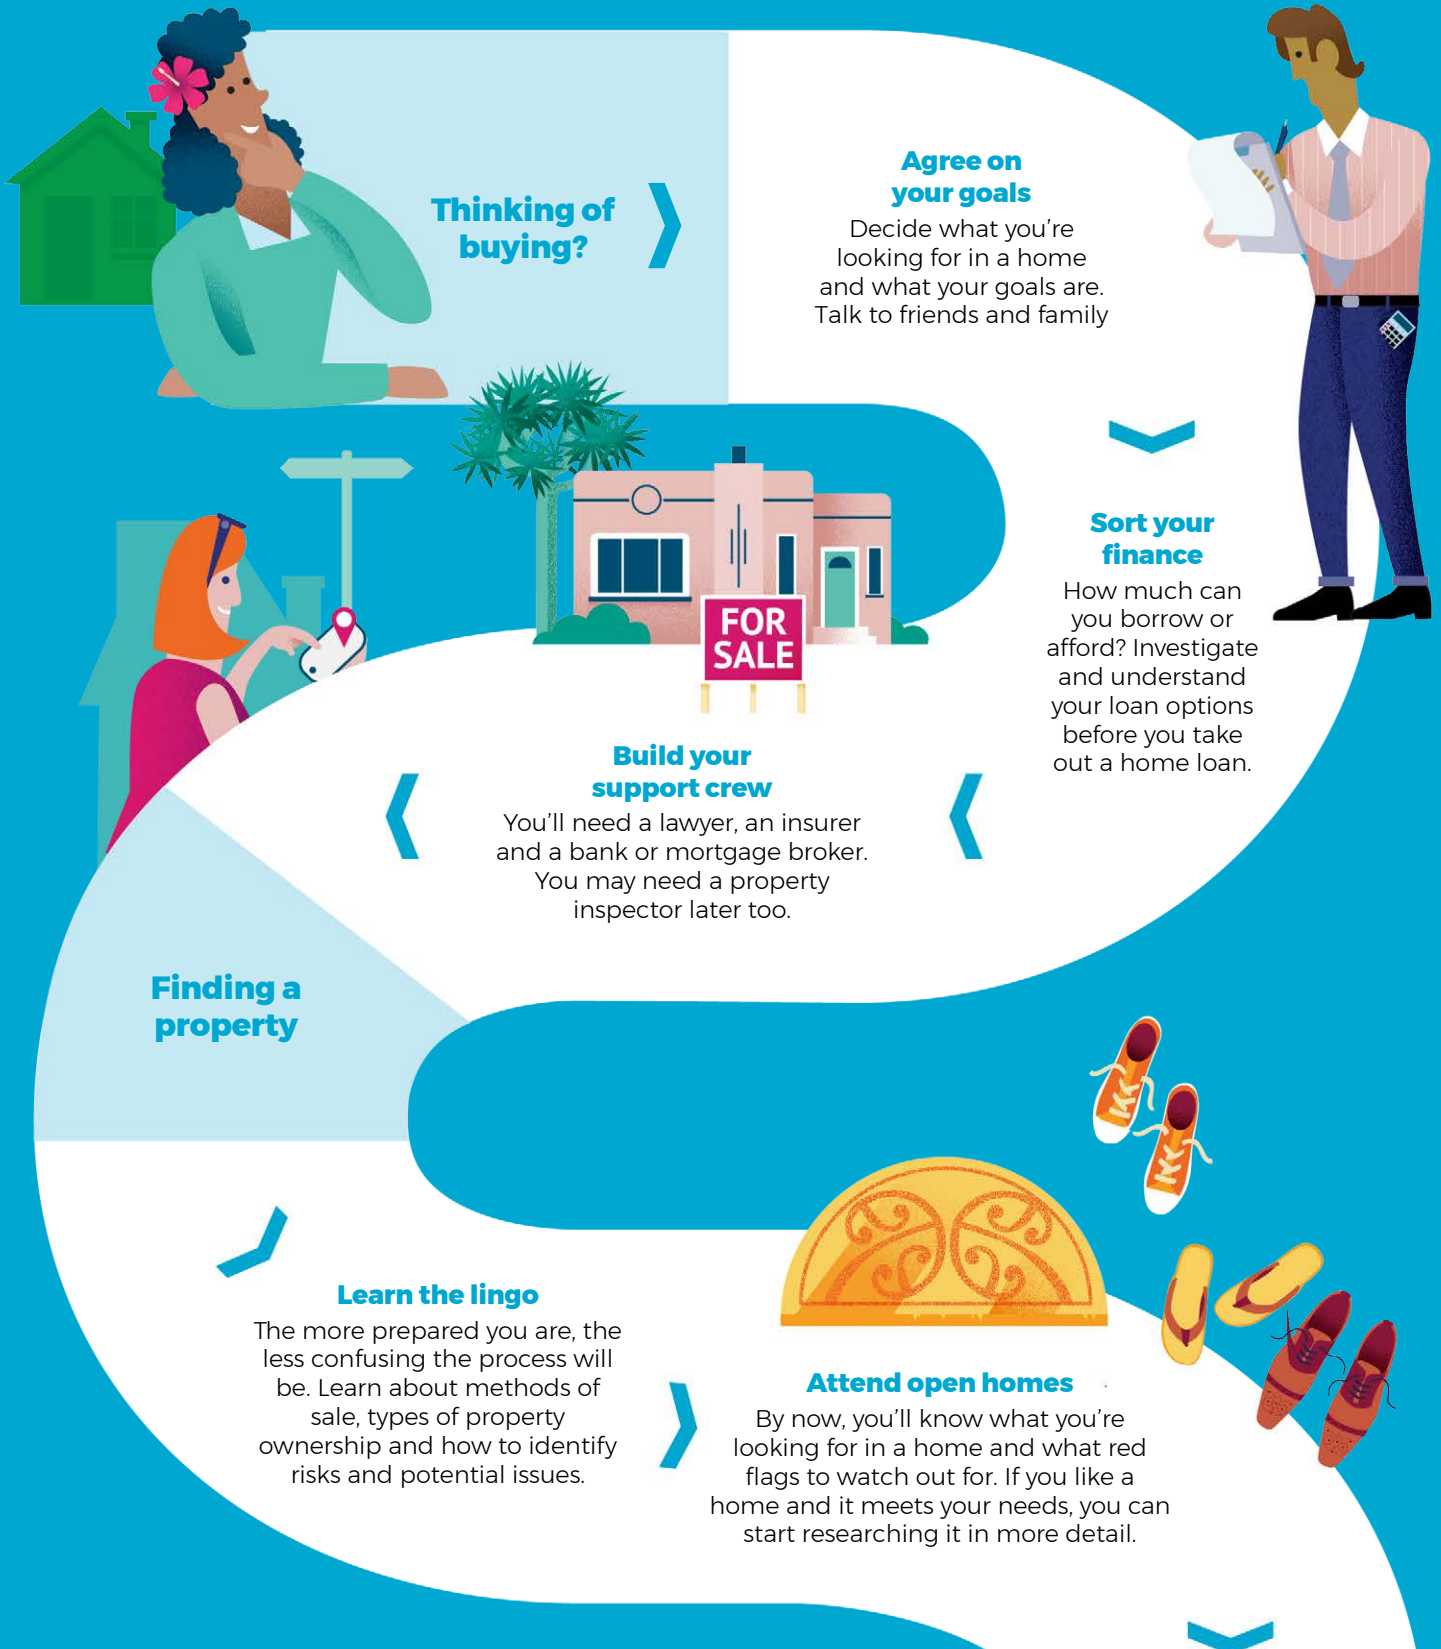 Thinking of
buying?
Agree on
your goals
Decide what you’re
looking for in a home
and what your goals are.
Talk to friends and family
Sort your
finance
How much can
you borrow or
afford? Investigate
and understand
your loan options
before you take
out a home loan.
FOR
SALE
Build your
support crew
You’ll need a lawyer, an insurer
and a bank or mortgage broker.
You may need a property
inspector later too.
Finding a
property
Learn the lingo
The more prepared you are, the
less confusing the process will
be. Learn about methods of
sale, types of property
ownership and how to identify
risks and potential issues.
Attend open homes
By now, you’ll know what you’re
looking for in a home and what red
flags to watch out for. If you like a
home and it meets your needs, you can
start researching it in more detail.